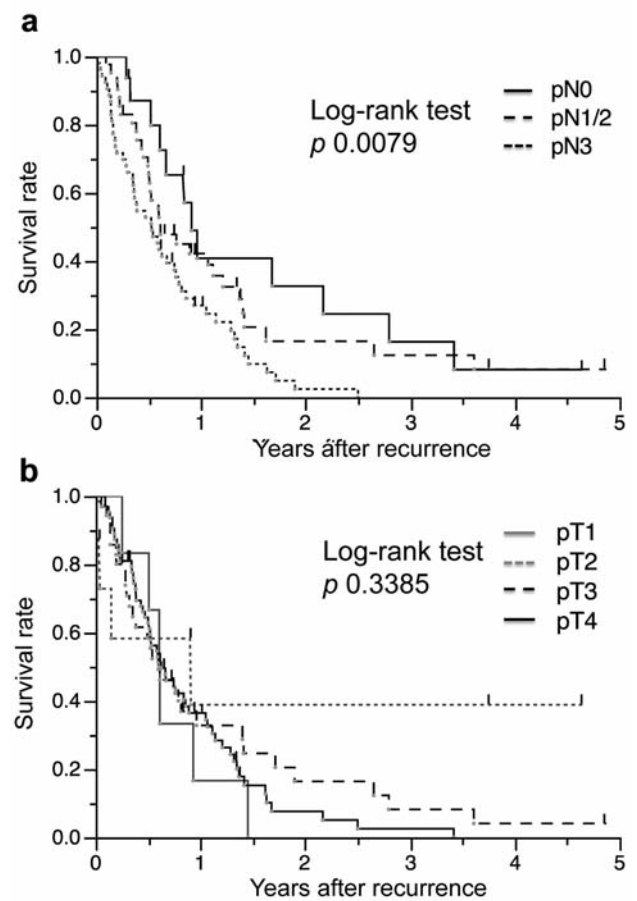 a
1.0
0.8
0.6
0.4
0.2
0.0
Survival rate
Log-rank test
p 0.0079
pN0
pN1/2
pN3
0 1 2 3 4 5
Years after recurrence
b
1.0
0.8
0.6
0.4
0.2
0.0
Survival rate
Log-rank test
p 0.3385
pT1
pT2
pT3
pT4
0 1 2 3 4 5
Years after recurrence